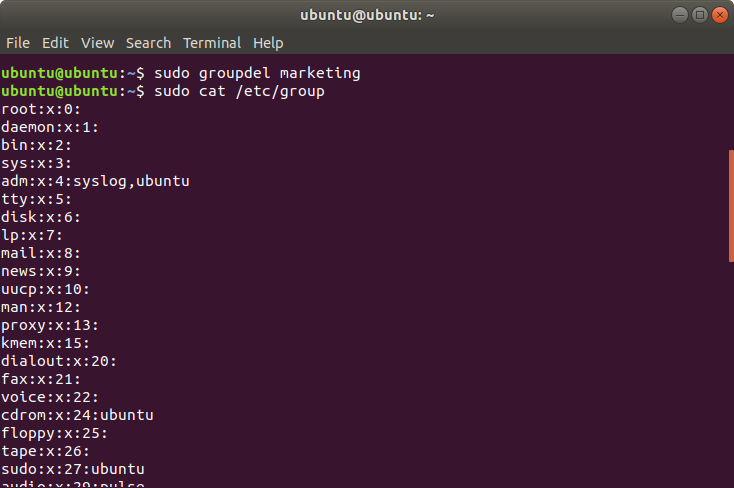 ubuntu@ubuntu: ~
File Edit View Search Terminal Help
ubuntu@ubuntu:~$ sudo groupdel marketing
ubuntu@ubuntu:~$ sudo cat /etc/group
root:x:0:
daemon:x:1:
bin:x:2:
sys:x:3:
adm:x:4:syslog,ubuntu
tty:x:5:
disk:x:6:
lp:x:7:
mail:x:8:
news:x:9:
uucp:x:10:
man:x:12:
proxy:x:13:
kmem:x:15:
dialout:x:20:
fax:x:21:
voice:x:22:
cdrom:x:24:ubuntu
floppy:x:25:
tape:x:26:
sudo:x:27:ubuntu
audio:x:29:pulse